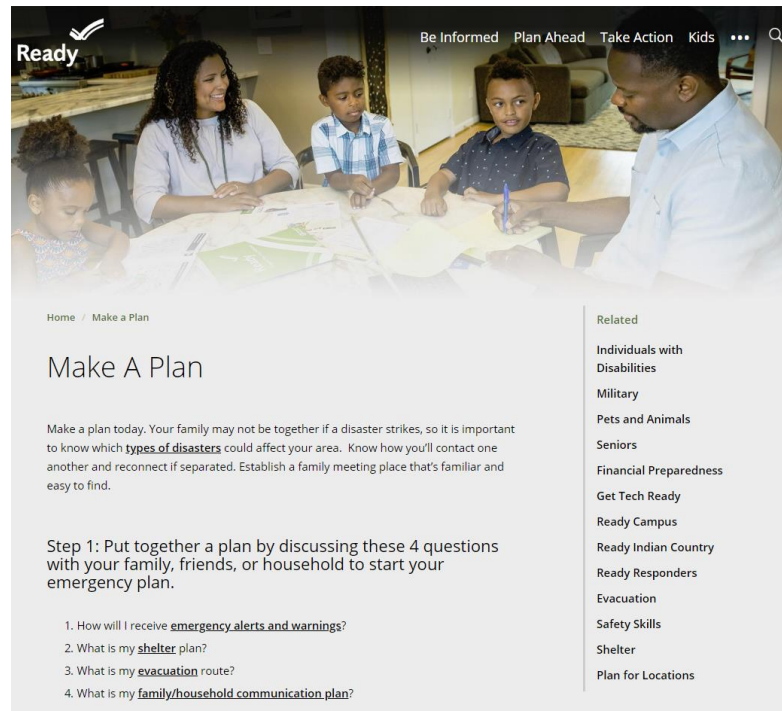 Ready
Be Informed Plan Ahead Take Action Kids •••
Home / Make a Plan
Make A Plan
Make a plan today. Your family may not be together if a disaster strikes, so it is important
to know which types of disasters could affect your area.  Know how you'll contact one
another and reconnect if separated. Establish a family meeting place that's familiar and
easy to find.
Step 1: Put together a plan by discussing these 4 questions
with your family, friends, or household to start your
emergency plan.
1. How will I receive emergency alerts and warnings?
2. What is my shelter plan?
3. What is my evacuation route?
4. What is my family/household communication plan?
Related
Individuals with
Disabilities
Military
Pets and Animals
Seniors
Financial Preparedness
Get Tech Ready
Ready Campus
Ready Indian Country
Ready Responders
Evacuation
Safety Skills
Shelter
Plan for Locations